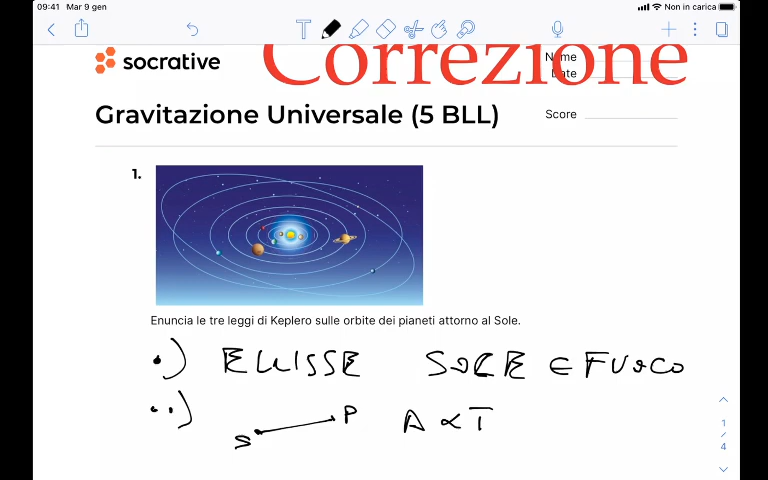 09:41 Mar 9 gen Non in carica
T
socrative Correzione Name
Date
Gravitazione Universale (5 BLL) Score
1.
Enuncia le tre leggi di Keplero sulle orbite dei pianeti attorno al Sole.
•) ELLISSE SOLE ∈ FUOCO
••) S P A ∝ T
1
/
4